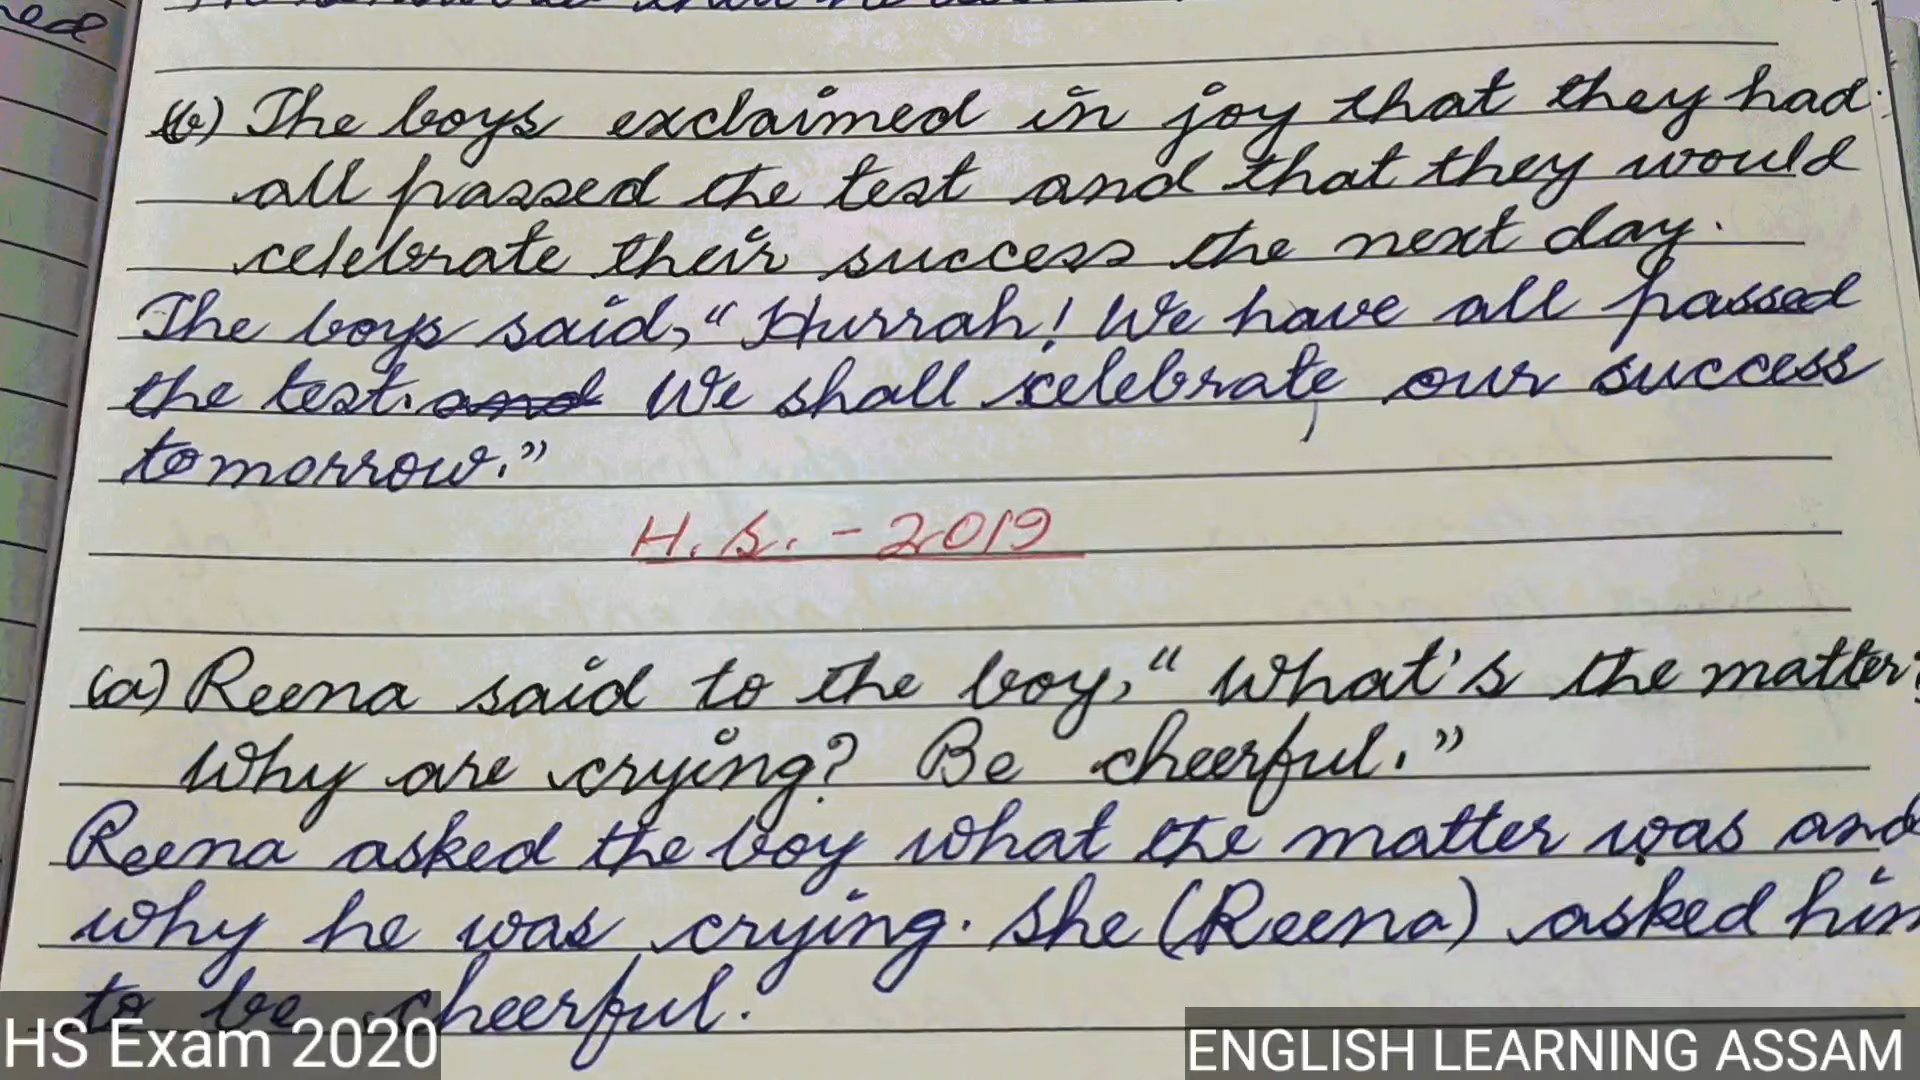 (b) The boys exclaimed in joy that they had
all passed the test and that they would
celebrate their success the next day.
The boys said, "Hurrah! We have all passed
the test. We shall celebrate our success
tomorrow."
H.S. - 2019
(a) Reena said to the boy, "What's the matter?
Why are crying? Be cheerful."
Reena asked the boy what the matter was and
why he was crying. She (Reena) asked him
to be cheerful.
HS Exam 2020
ENGLISH LEARNING ASSAM